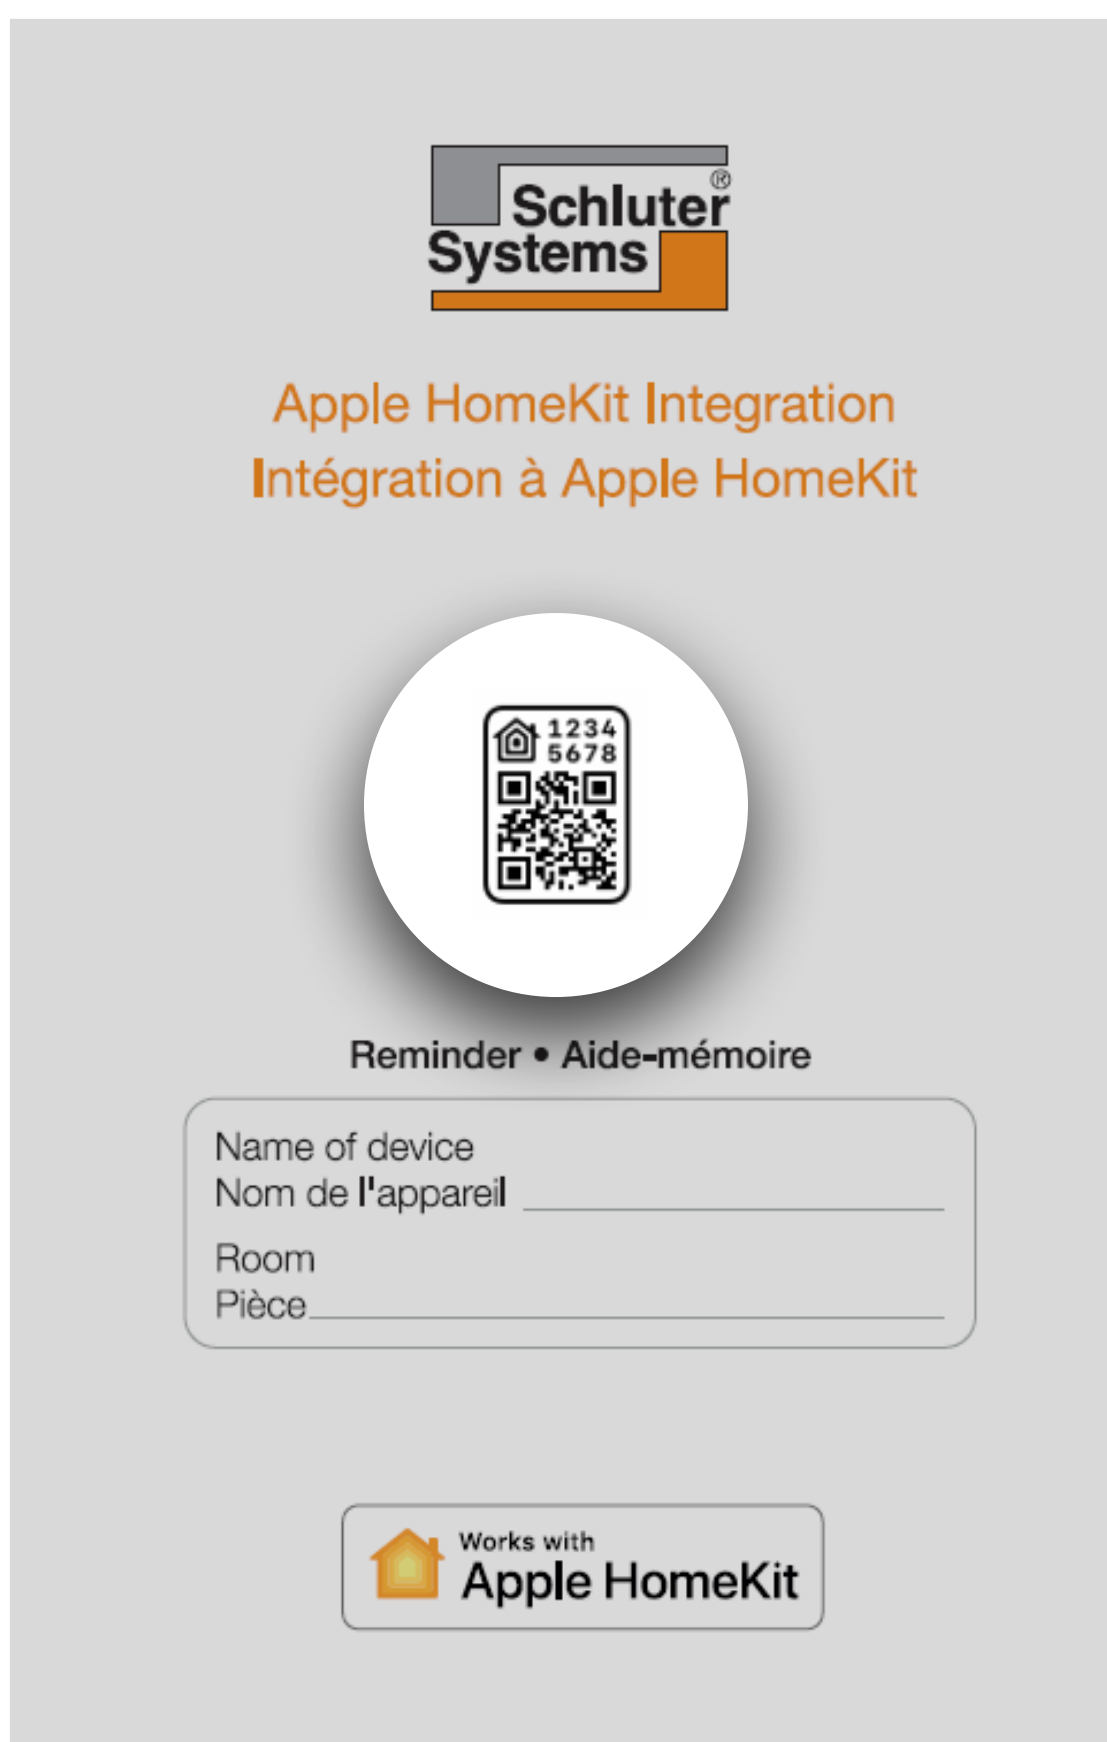 Schluter®
Systems
Apple HomeKit Integration
Intégration à Apple HomeKit
1234
5678
Reminder • Aide-mémoire
Name of device
Nom de l'appareil
Room
Pièce
Works with
Apple HomeKit